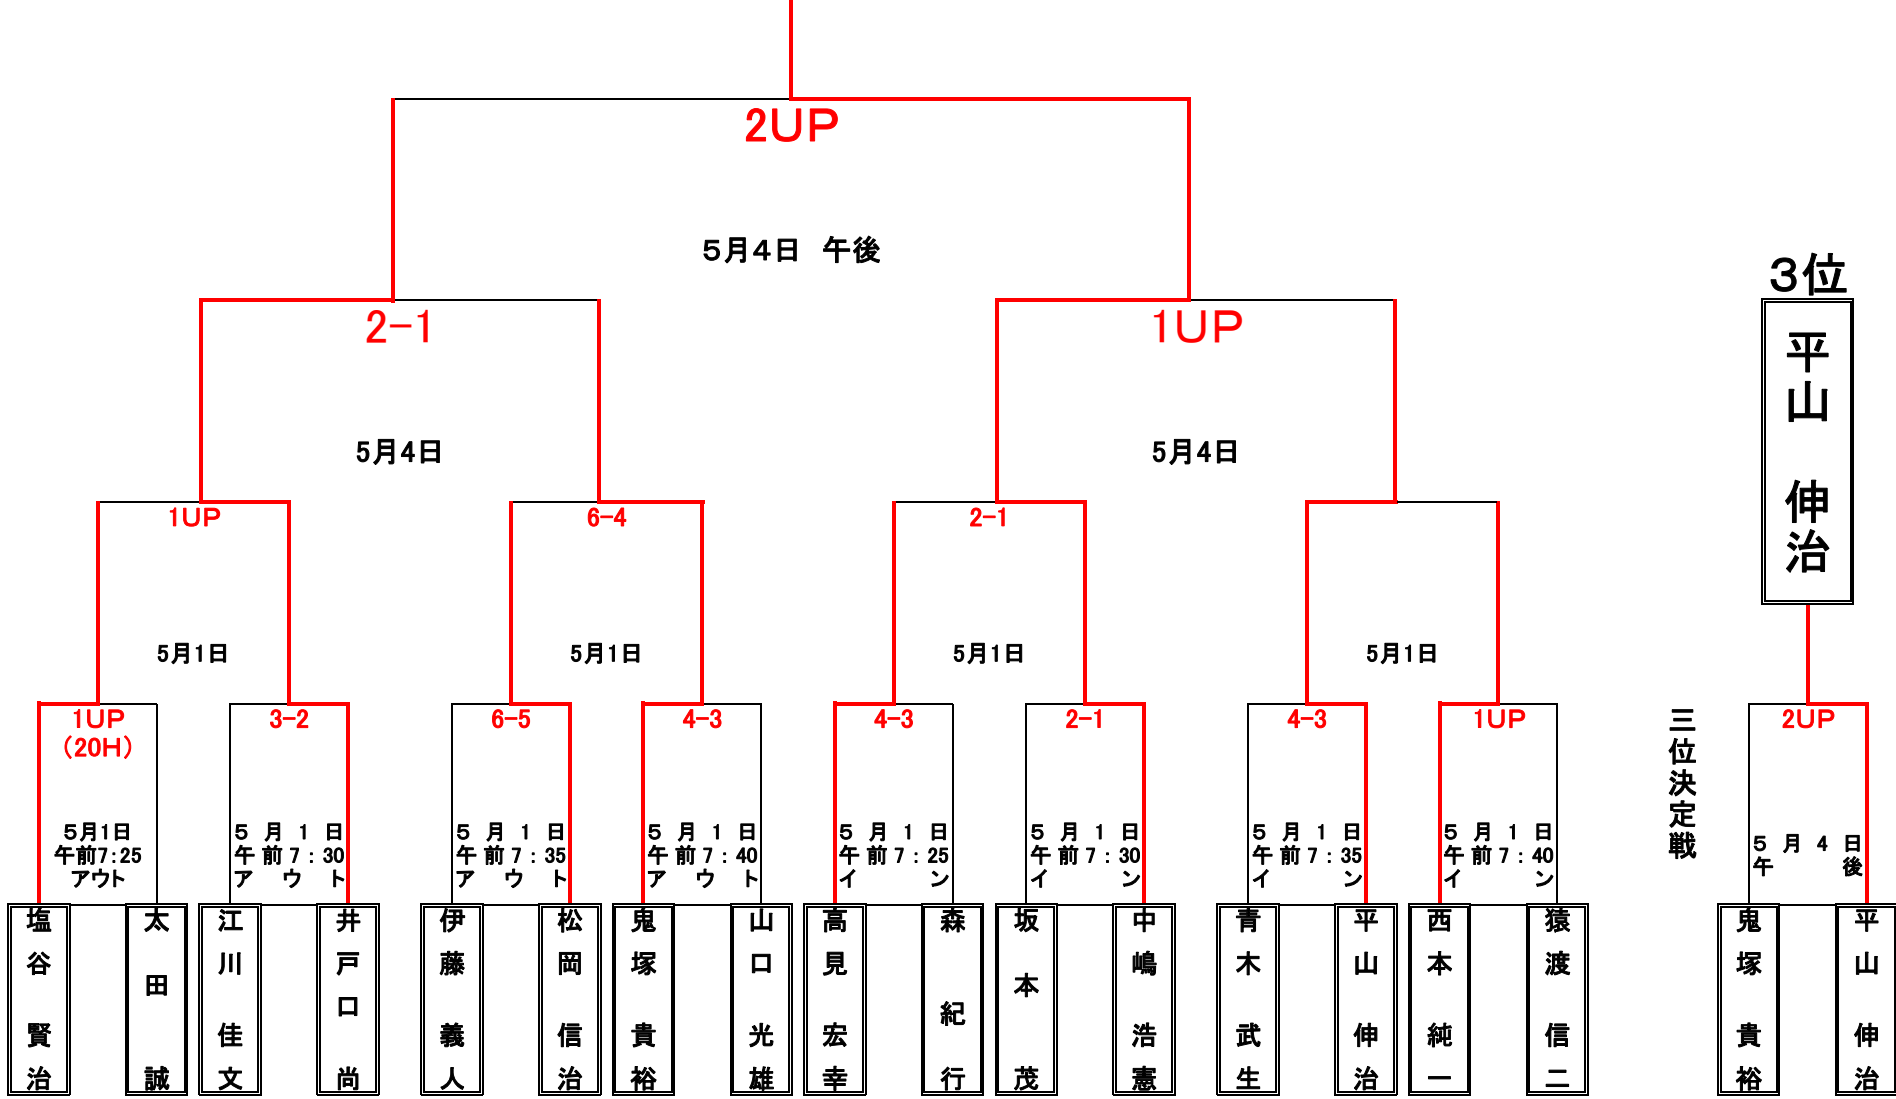 2UP
5月4日 午後
3位
平山 伸治
2-1
1UP
5月4日
5月4日
1UP
6-4
2-1
5月1日
5月1日
5月1日
5月1日
1UP
(20H)
3-2
6-5
4-3
4-3
2-1
4-3
1UP
2UP
三位決定戦
5月1日
午前7:25
アウト
5月1日
午前7:30
アウト
5月1日
午前7:35
アウト
5月1日
午前7:40
アウト
5月1日
午前7:25
イン
5月1日
午前7:30
イン
5月1日
午前7:35
イン
5月1日
午前7:40
イン
5月4日
午後
塩谷 賢治
太田 誠
江川 佳文
井戸口 尚
伊藤 義人
松岡 信治
鬼塚 貴裕
山口 光雄
高見 宏幸
森 紀行
坂本 茂
中嶋 浩憲
青木 武生
平山 伸治
西本 純一
猿渡 信二
鬼塚 貴裕
平山 伸治